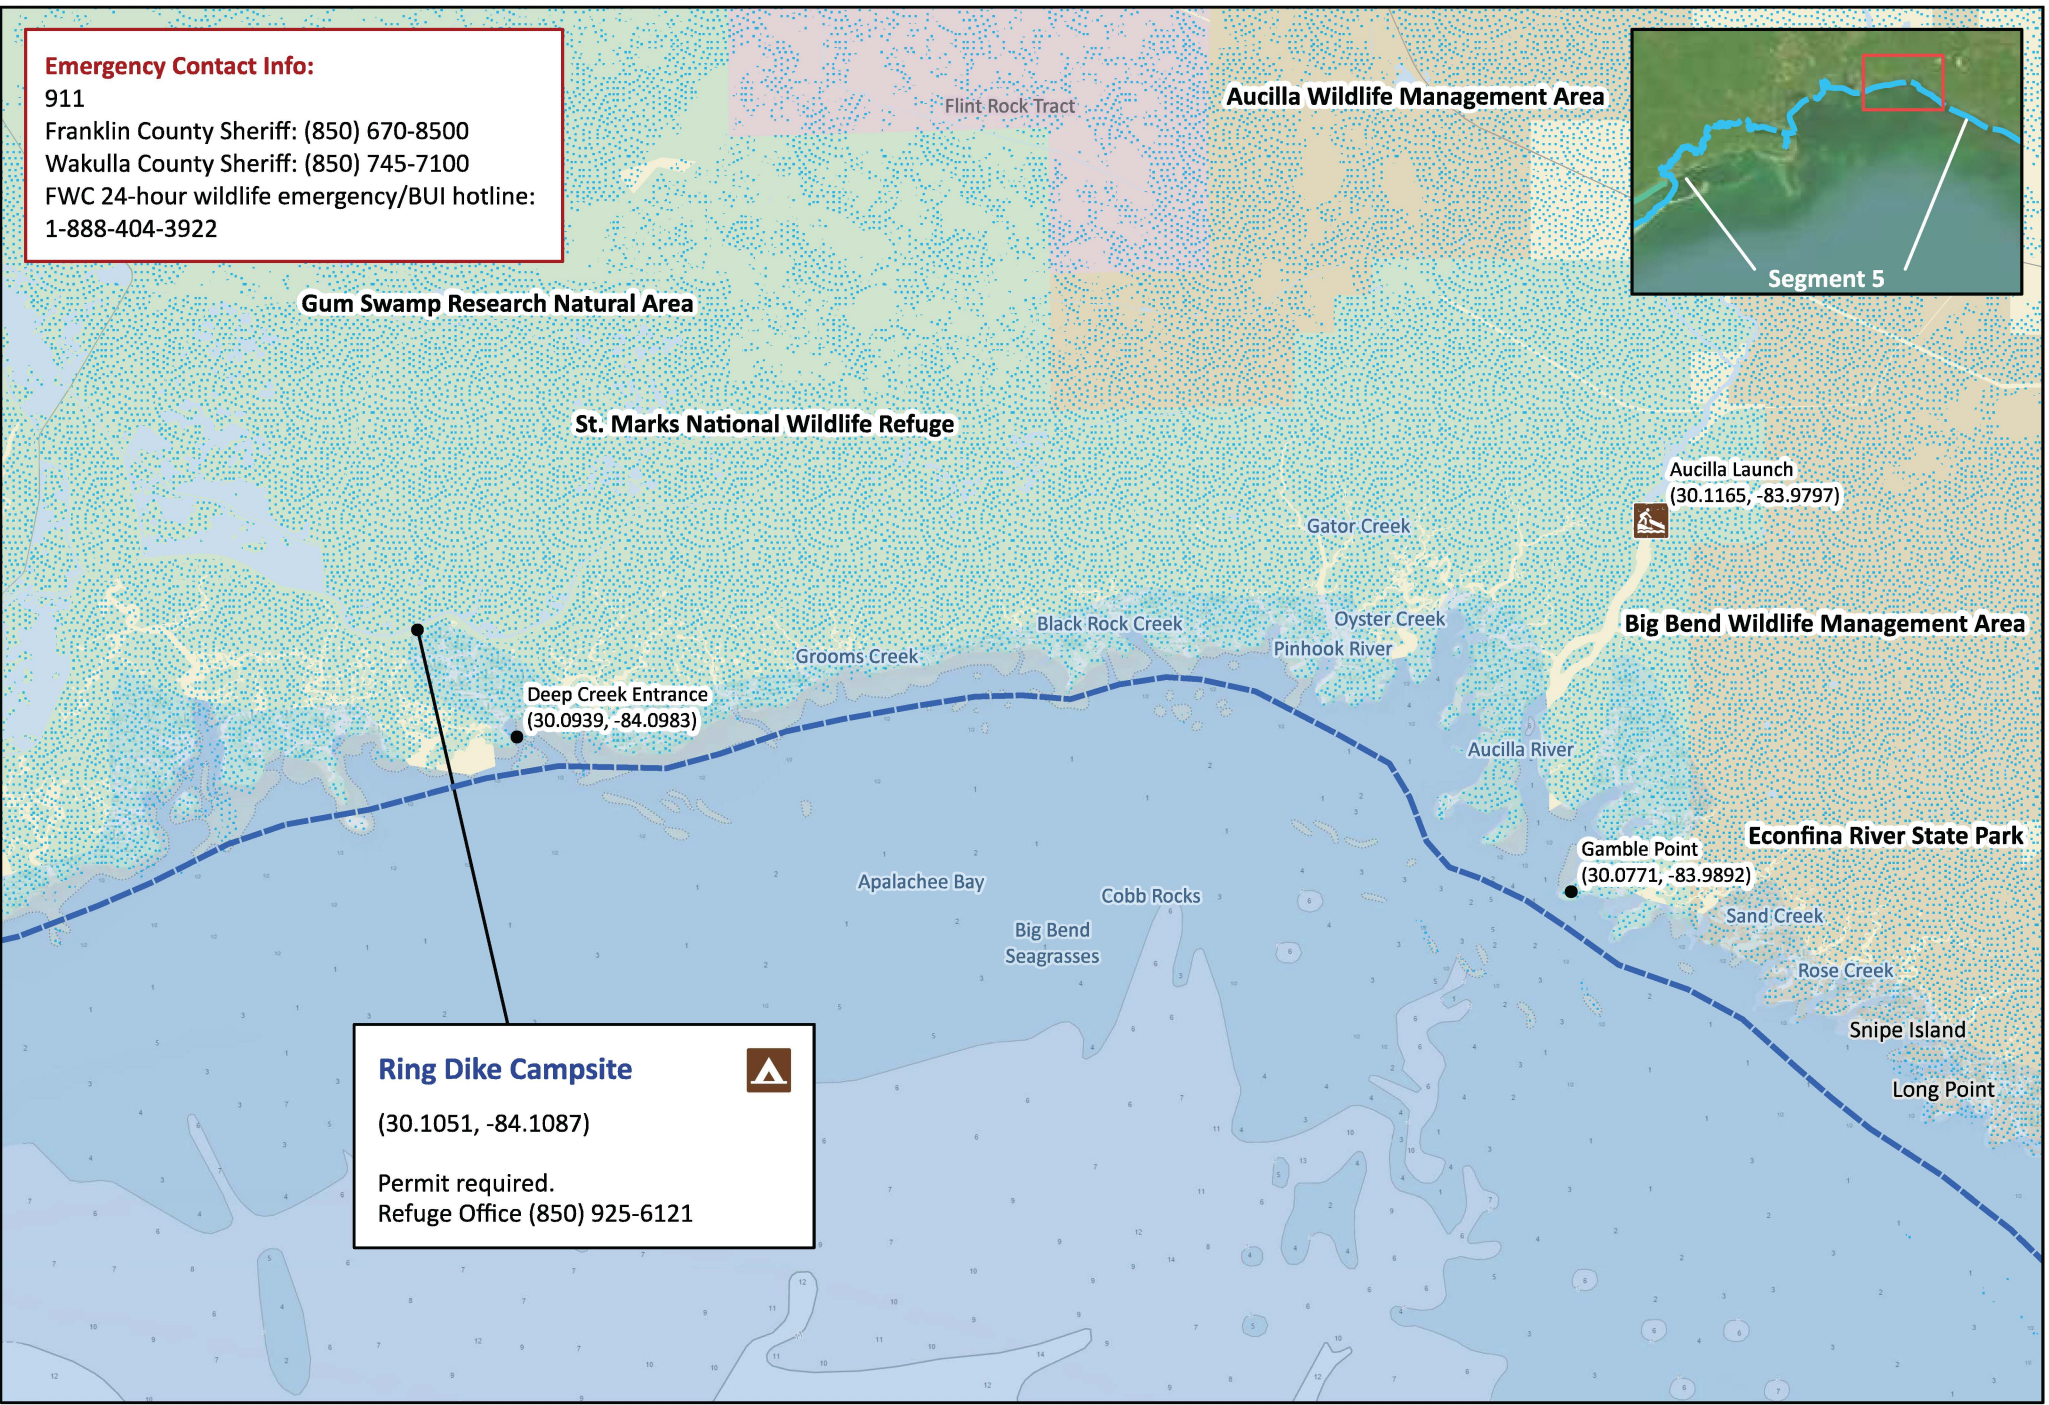 Emergency Contact Info:
911
Franklin County Sheriff: (850) 670-8500
Wakulla County Sheriff: (850) 745-7100
FWC 24-hour wildlife emergency/BUI hotline:
1-888-404-3922
Flint Rock Tract
Aucilla Wildlife Management Area
Segment 5
Gum Swamp Research Natural Area
St. Marks National Wildlife Refuge
Aucilla Launch
(30.1165, -83.9797)
Gator Creek
Oyster Creek
Black Rock Creek
Pinhook River
Grooms Creek
Big Bend Wildlife Management Area
Deep Creek Entrance
(30.0939, -84.0983)
Aucilla River
Econfina River State Park
Gamble Point
(30.0771, -83.9892)
Apalachee Bay
Cobb Rocks
Big Bend
Seagrasses
Sand Creek
Rose Creek
Snipe Island
Long Point
Ring Dike Campsite
(30.1051, -84.1087)
Permit required.
Refuge Office (850) 925-6121